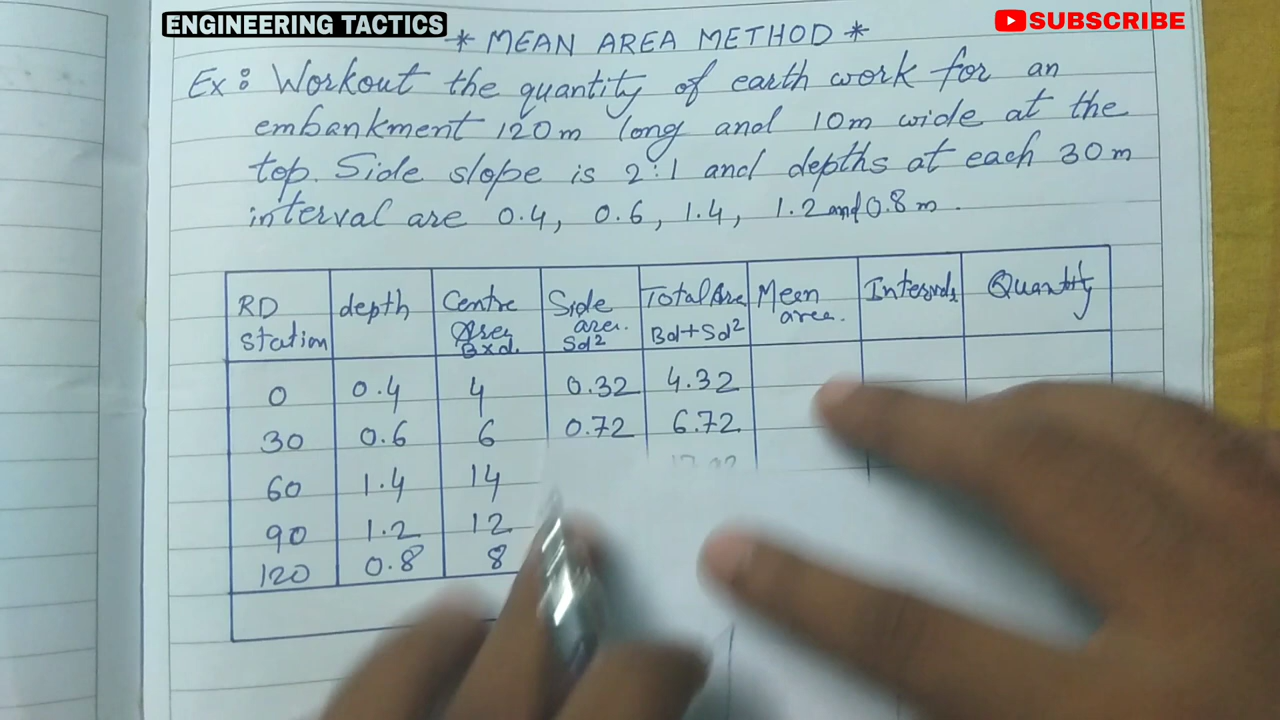 ENGINEERING TACTICS
SUBSCRIBE
* MEAN AREA METHOD *
Ex: Workout the quantity of earth work for an
embankment 120m long and 10m wide at the
top. Side slope is 2:1 and depths at each 30m
interval are 0.4, 0.6, 1.4, 1.2 and 0.8m.
RD station depth Centre Area Bxd. Side area. Sd² Total Are Bd+Sd² Mean area. Quantity
0 0.4 4 0.32 4.32
30 0.6 6 0.72 6.72
60 1.4 14
90 1.2 12
120 0.8 8